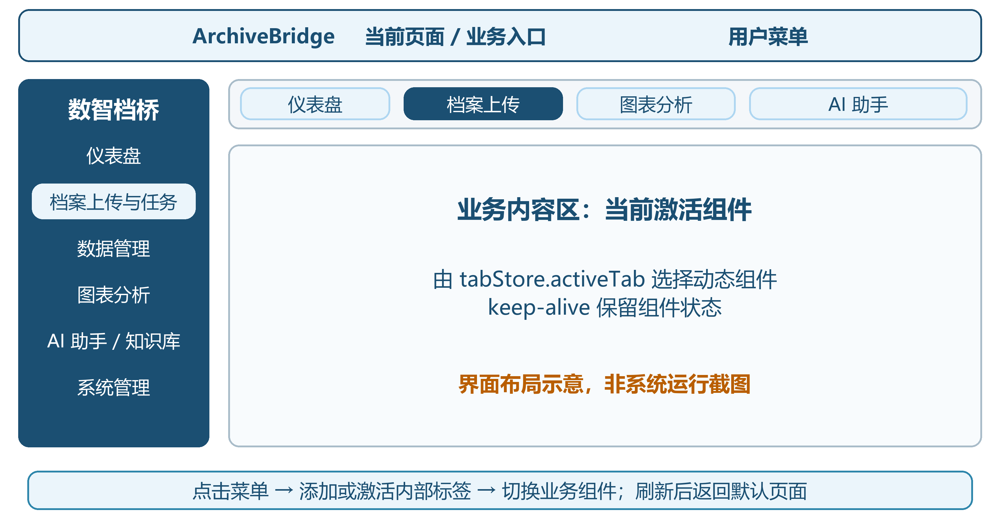 ArchiveBridge 当前页面 / 业务入口 用户菜单
数智档桥
仪表盘
档案上传与任务
数据管理
图表分析
AI 助手 / 知识库
系统管理
仪表盘 档案上传 图表分析 AI 助手
业务内容区：当前激活组件
由 tabStore.activeTab 选择动态组件
keep-alive 保留组件状态
界面布局示意，非系统运行截图
点击菜单 → 添加或激活内部标签 → 切换业务组件；刷新后返回默认页面